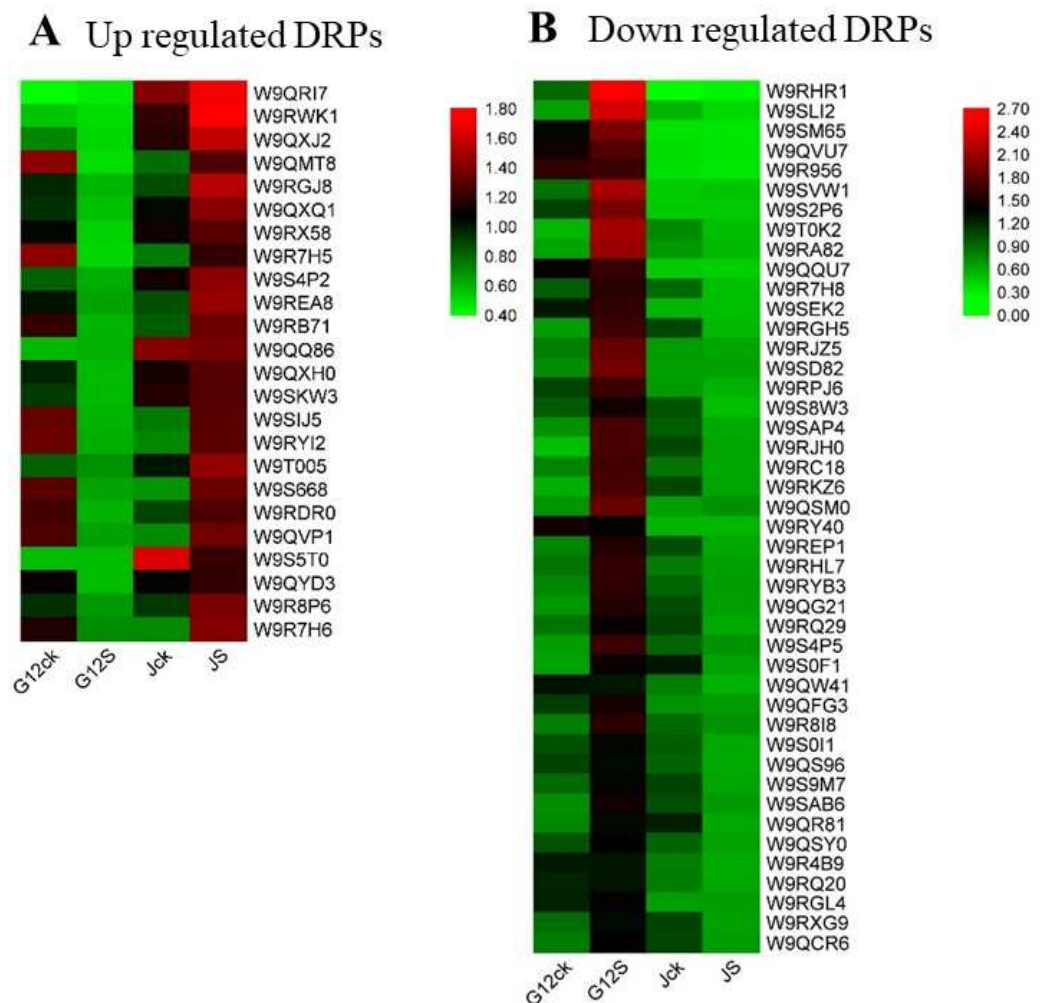 A Up regulated DRPs
W9QRI7
W9RWK1
W9QXJ2
W9QMT8
W9RGJ8
W9QXQ1
W9RX58
W9R7H5
W9S4P2
W9REA8
W9RB71
W9QQ86
W9QXH0
W9SKW3
W9SIJ5
W9RYI2
W9T005
W9S668
W9RDR0
W9QVP1
W9S5T0
W9QYD3
W9R8P6
W9R7H6
G12ck G12S Jck JS
1.80
1.60
1.40
1.20
1.00
0.80
0.60
0.40
B Down regulated DRPs
W9RHR1
W9SLI2
W9SM65
W9QVU7
W9R956
W9SVW1
W9S2P6
W9T0K2
W9RA82
W9QQU7
W9R7H8
W9SEK2
W9RGH5
W9RJZ5
W9SD82
W9RPJ6
W9S8W3
W9SAP4
W9RJH0
W9RC18
W9RKZ6
W9QSM0
W9RY40
W9REP1
W9RHL7
W9RYB3
W9QG21
W9RQ29
W9S4P5
W9S0F1
W9QW41
W9QFG3
W9R8I8
W9S0I1
W9QS96
W9S9M7
W9SAB6
W9QR81
W9QSY0
W9R4B9
W9RQ20
W9RGL4
W9RXG9
W9QCR6
G12ck G12S Jck JS
2.70
2.40
2.10
1.80
1.50
1.20
0.90
0.60
0.30
0.00